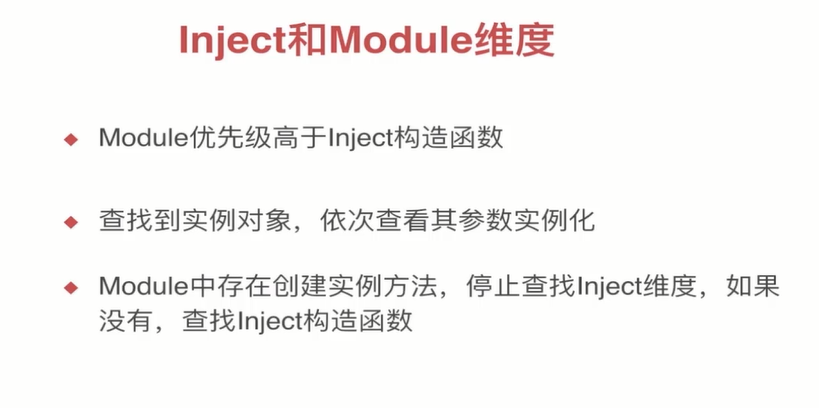 Inject和Module维度
◆ Module优先级高于Inject构造函数
◆ 查找到实例对象，依次查看其参数实例化
◆ Module中存在创建实例方法，停止查找Inject维度，如果
没有，查找Inject构造函数